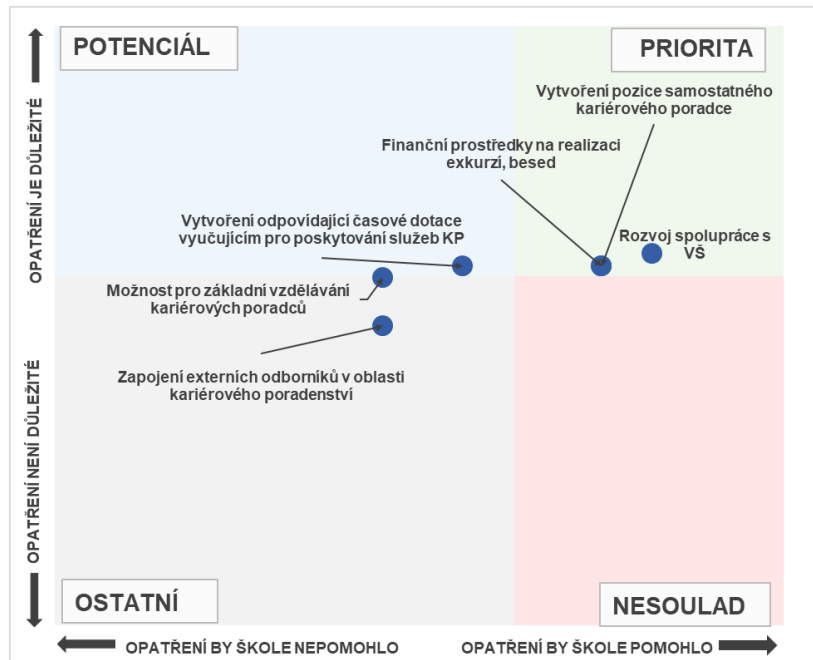 POTENCIÁL
PRIORITA
Vytvoření pozice samostatného
kariérového poradce
Finanční prostředky na realizaci
exkurzí, besed
Vytvoření odpovídající časové dotace
vyučujícím pro poskytování služeb KP
Rozvoj spolupráce s
VŠ
Možnost pro základní vzdělávání
kariérových poradců
Zapojení externích odborníků v oblasti
kariérového poradenství
OPATŘENÍ JE DŮLEŽITÉ
OPATŘENÍ NENÍ DŮLEŽITÉ
OSTATNÍ
NESOULAD
OPATŘENÍ BY ŠKOLE NEPOMOHLO
OPATŘENÍ BY ŠKOLE POMOHLO